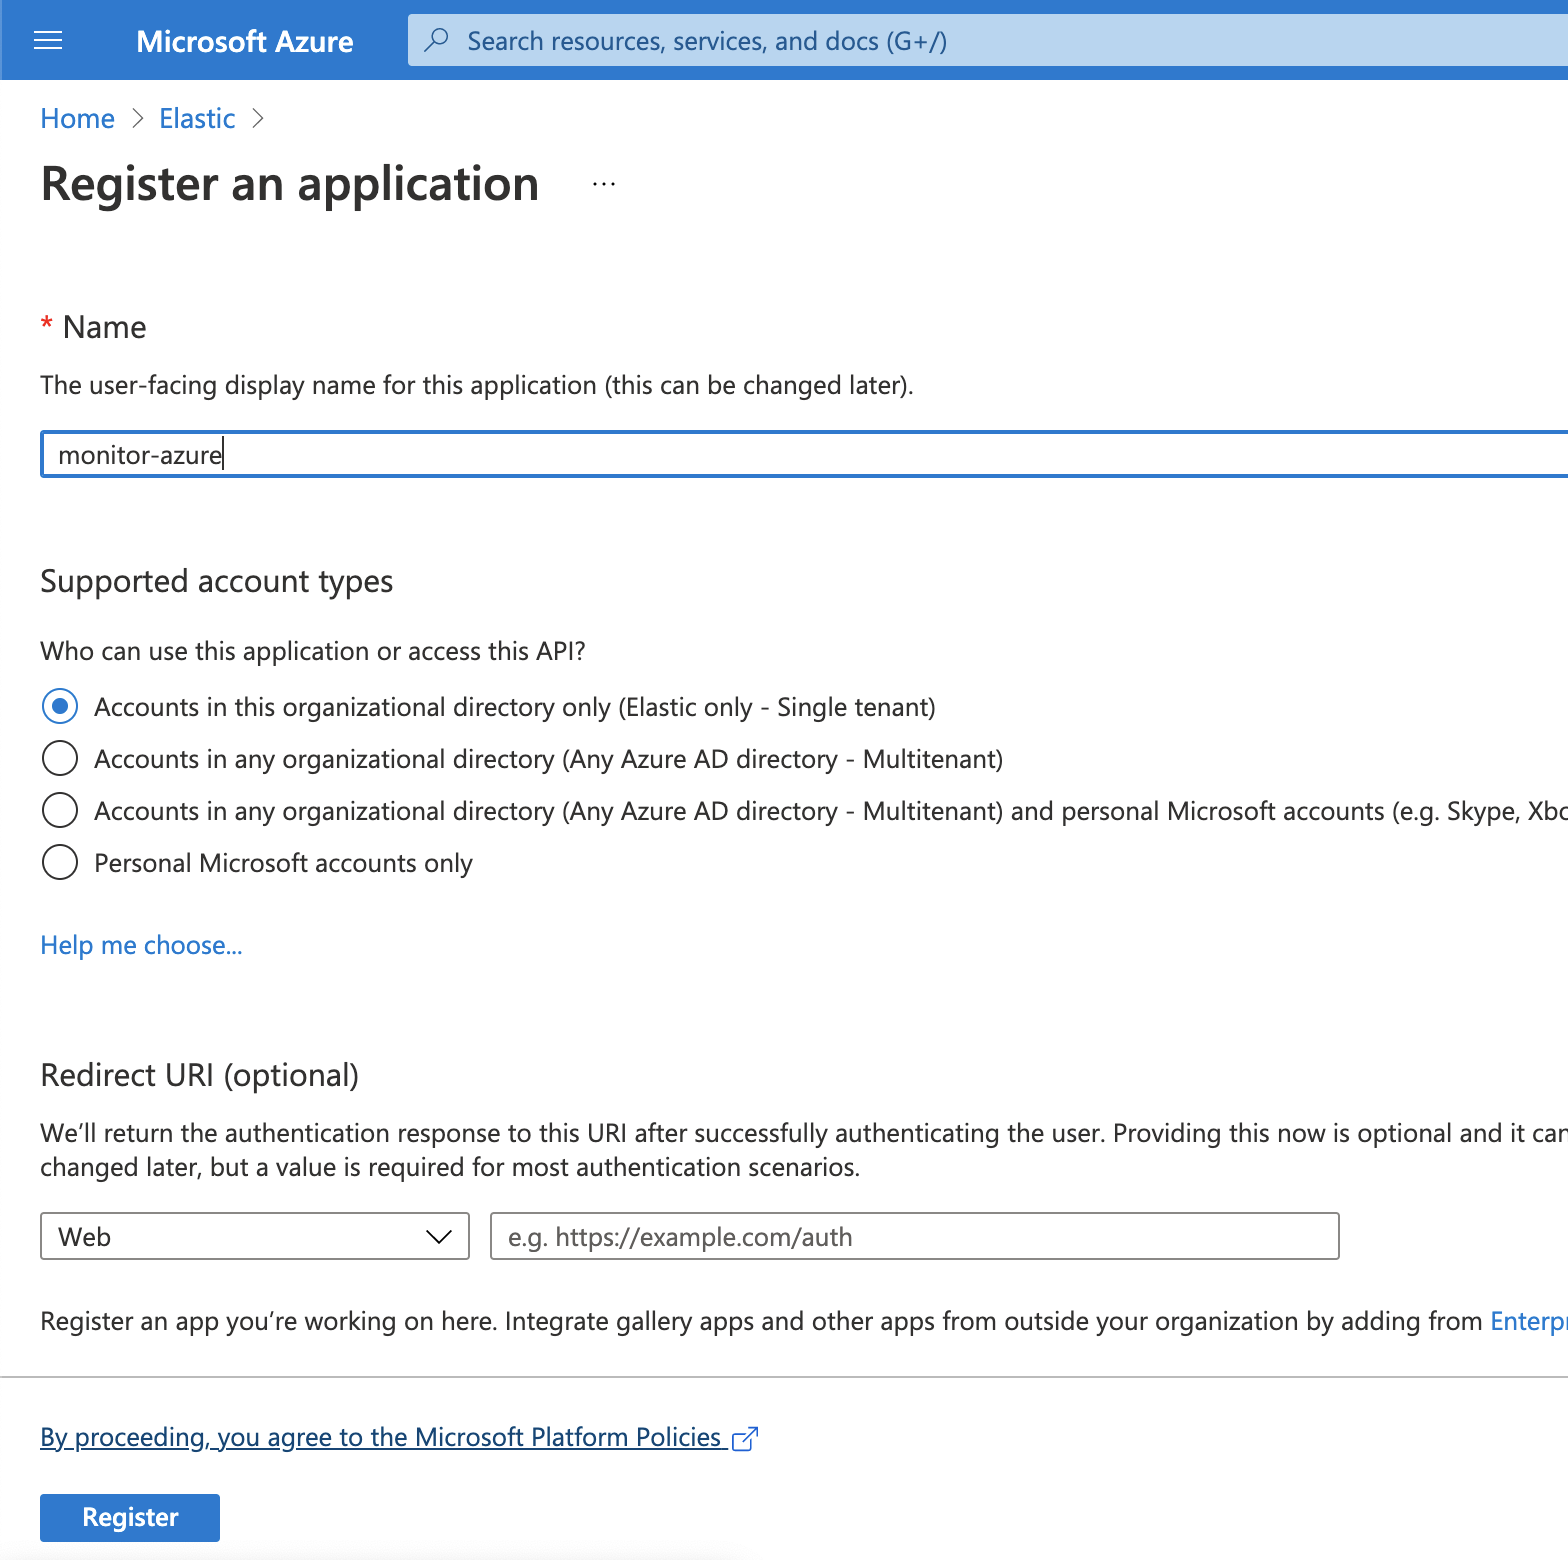 Microsoft Azure
Search resources, services, and docs (G+/)
Home > Elastic >
Register an application ...
* Name
The user-facing display name for this application (this can be changed later).
monitor-azure
Supported account types
Who can use this application or access this API?
Accounts in this organizational directory only (Elastic only - Single tenant)
Accounts in any organizational directory (Any Azure AD directory - Multitenant)
Accounts in any organizational directory (Any Azure AD directory - Multitenant) and personal Microsoft accounts (e.g. Skype,
Personal Microsoft accounts only
Help me choose...
Redirect URI (optional)
We’ll return the authentication response to this URI after successfully authenticating the user. Providing this now is optional and it can
changed later, but a value is required for most authentication scenarios.
Web
e.g. https://example.com/auth
Register an app you’re working on here. Integrate gallery apps and other apps from outside your organization by adding from
By proceeding, you agree to the Microsoft Platform Policies
Register